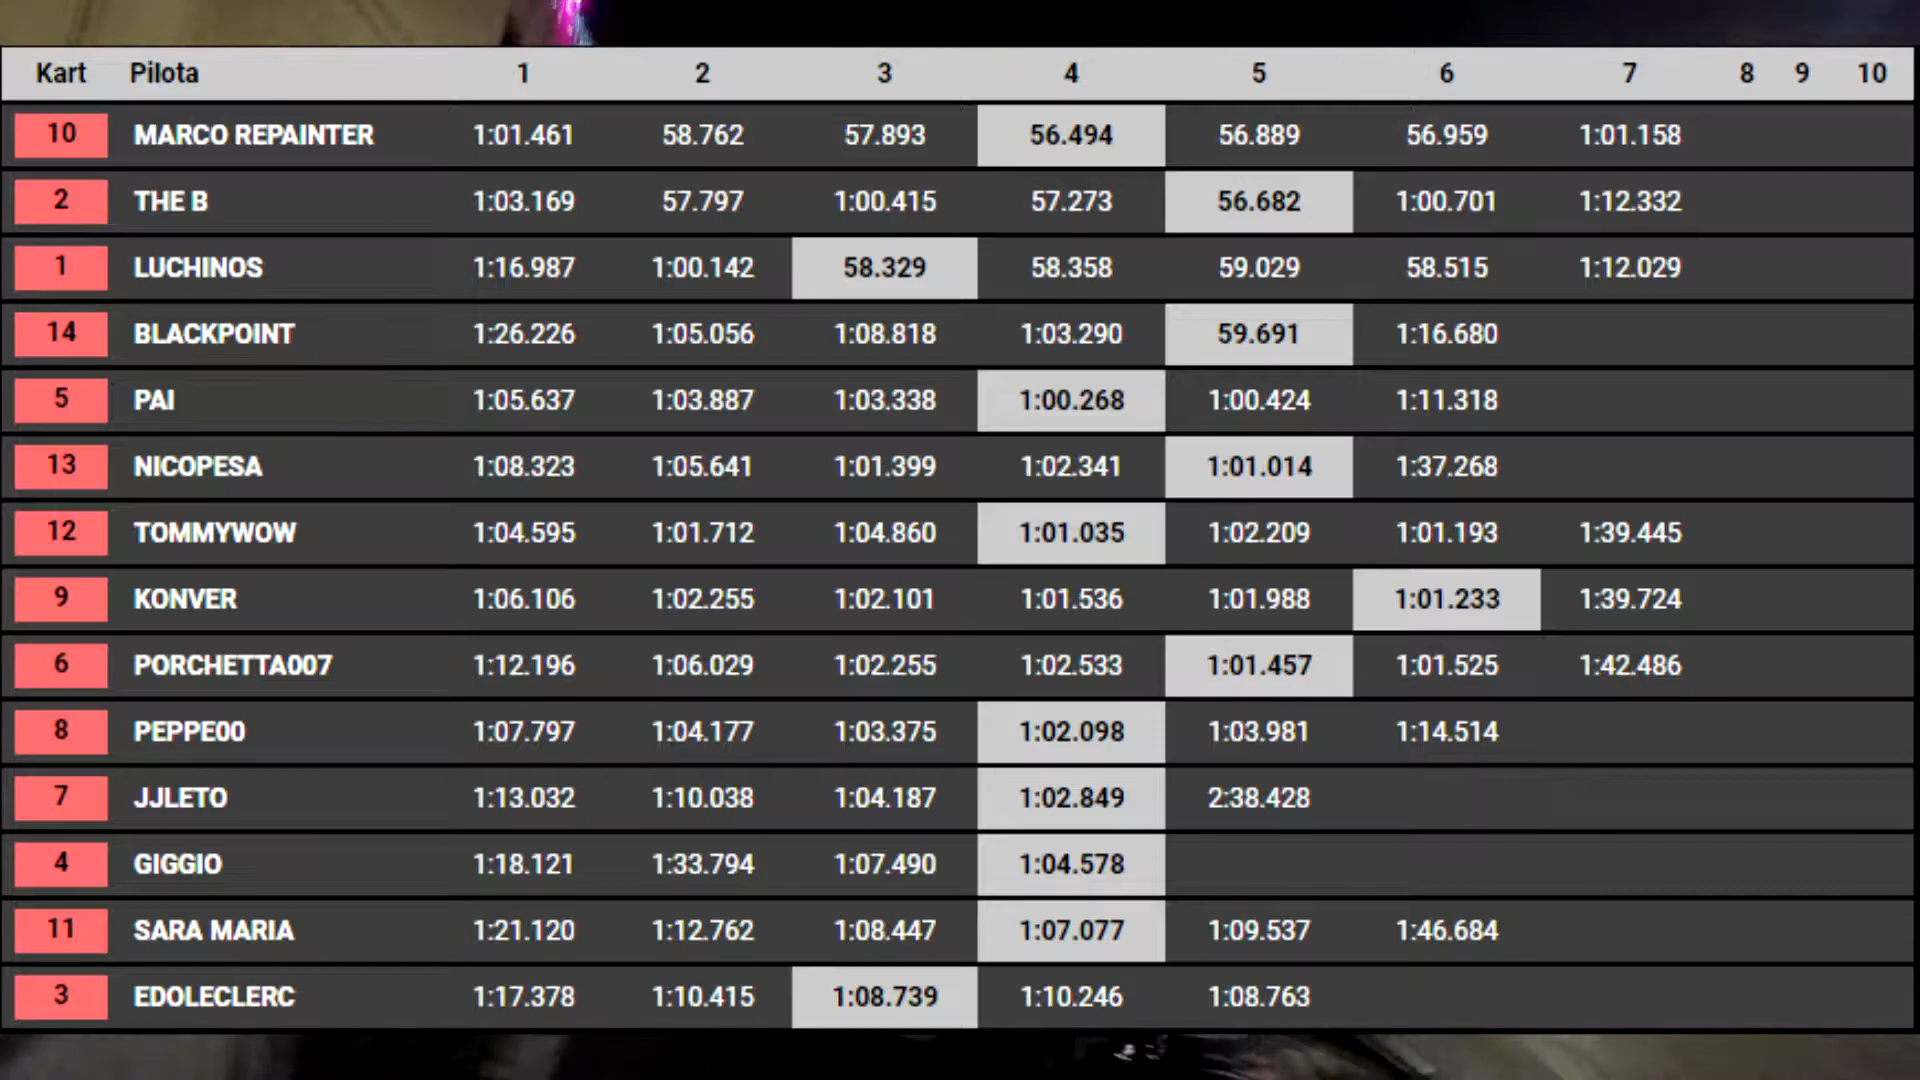 Kart Pilota 1 2 3 4 5 6 7 8 9 10
10 MARCO REPAINTER 1:01.461 58.762 57.893 56.494 56.889 56.959 1:01.158
2 THE B 1:03.169 57.797 1:00.415 57.273 56.682 1:00.701 1:12.332
1 LUCHINOS 1:16.987 1:00.142 58.329 58.358 59.029 58.515 1:12.029
14 BLACKPOINT 1:26.226 1:05.056 1:08.818 1:03.290 59.691 1:16.680
5 PAI 1:05.637 1:03.887 1:03.338 1:00.268 1:00.424 1:11.318
13 NICOPESA 1:08.323 1:05.641 1:01.399 1:02.341 1:01.014 1:37.268
12 TOMMYWOW 1:04.595 1:01.712 1:04.860 1:01.035 1:02.209 1:01.193 1:39.445
9 KONVER 1:06.106 1:02.255 1:02.101 1:01.536 1:01.988 1:01.233 1:39.724
6 PORCHETTA007 1:12.196 1:06.029 1:02.255 1:02.533 1:01.457 1:01.525 1:42.486
8 PEPPE00 1:07.797 1:04.177 1:03.375 1:02.098 1:03.981 1:14.514
7 JJLETO 1:13.032 1:10.038 1:04.187 1:02.849 2:38.428
4 GIGGIO 1:18.121 1:33.794 1:07.490 1:04.578
11 SARA MARIA 1:21.120 1:12.762 1:08.447 1:07.077 1:09.537 1:46.684
3 EDOLECLERC 1:17.378 1:10.415 1:08.739 1:10.246 1:08.763